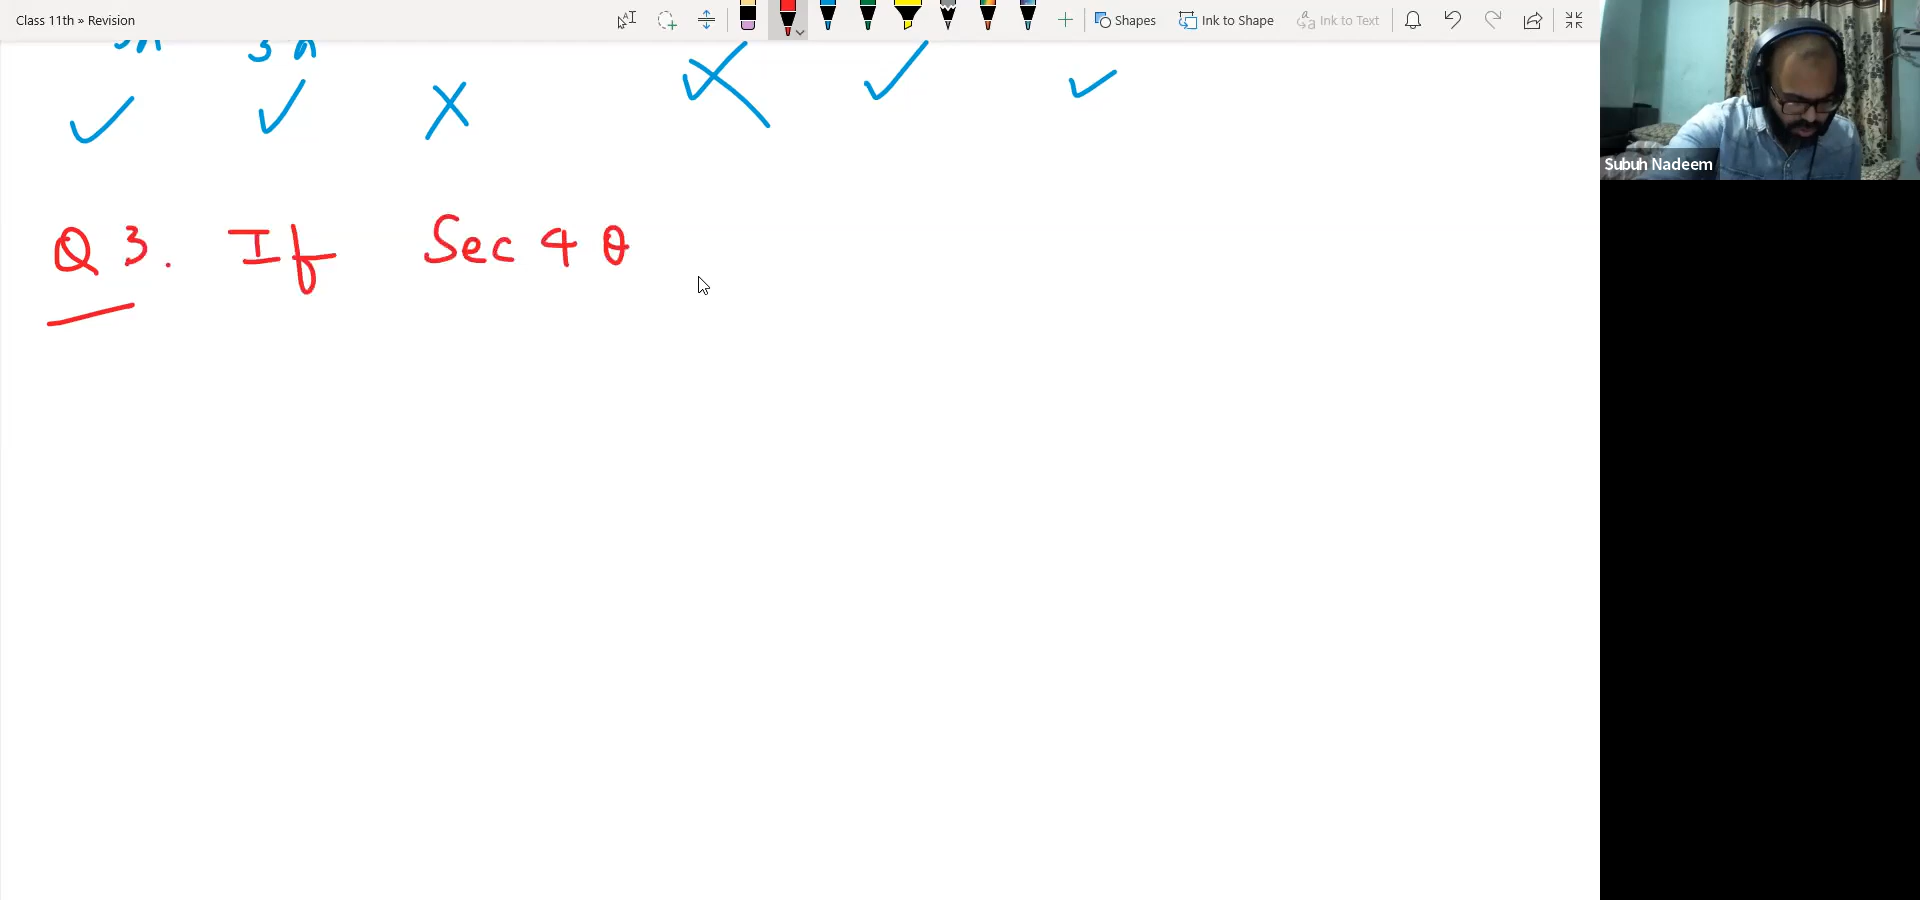 Class 11th » Revision
Shapes
Ink to Shape
Ink to Text
Q 3. If Sec 4 θ
Subuh Nadeem